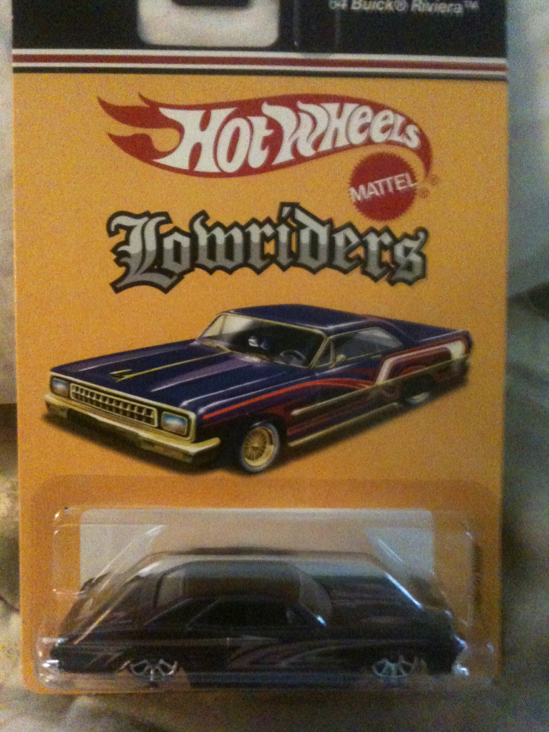 64 Buick® Riviera™
Hot Wheels
MATTEL
®
®
Lowriders